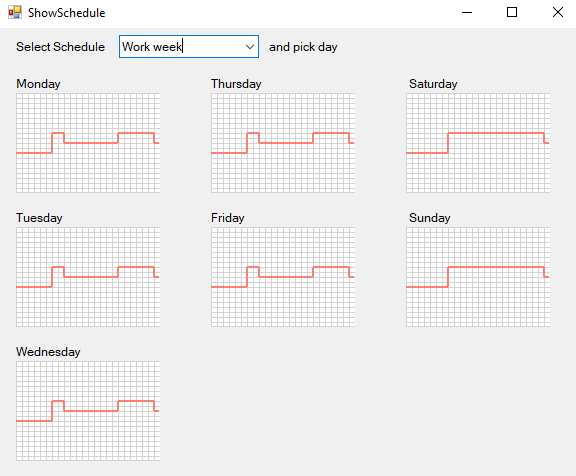 ShowSchedule
Select Schedule Work week and pick day
Monday Thursday Saturday
Tuesday Friday Sunday
Wednesday